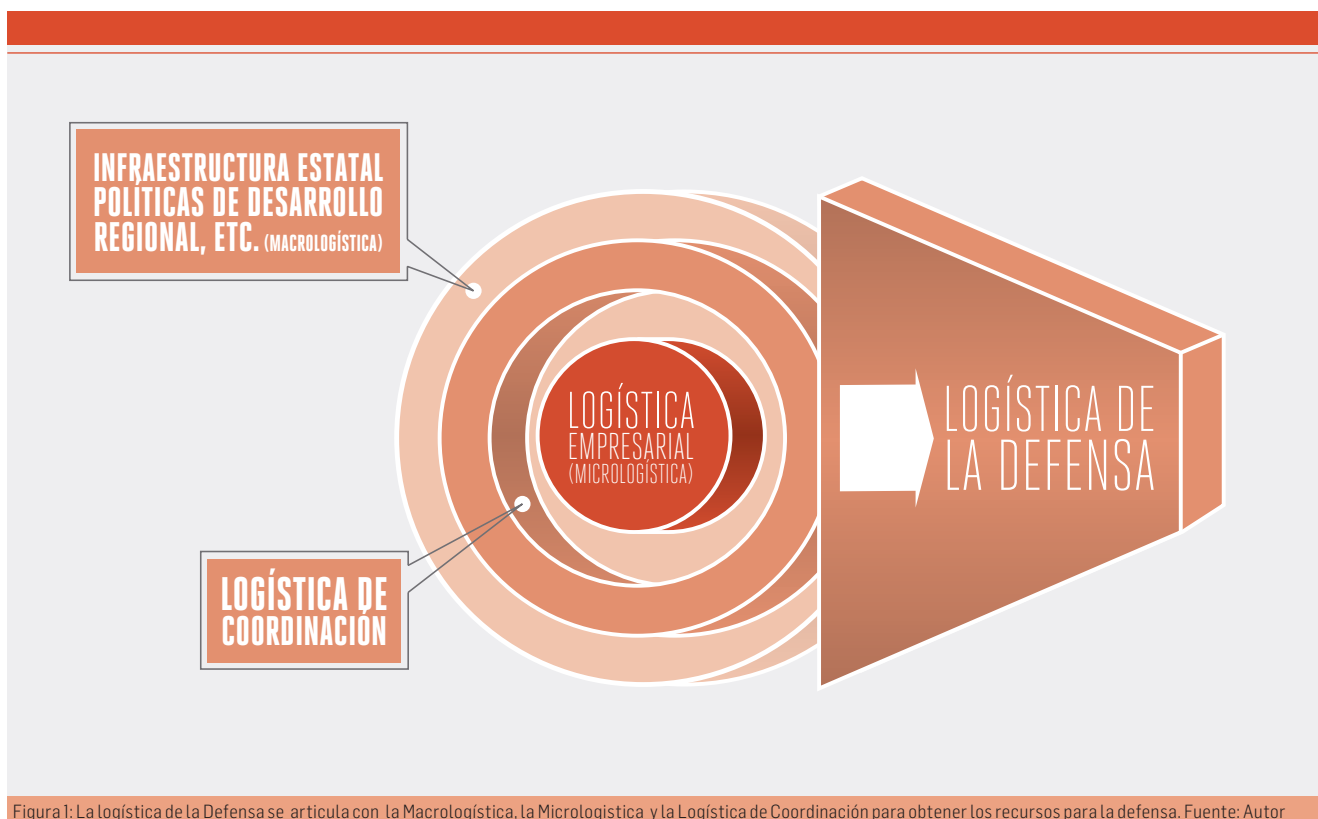 INFRAESTRUCTURA ESTATAL
POLÍTICAS DE DESARROLLO
REGIONAL, ETC. (MACROLOGÍSTICA)
LOGÍSTICA
EMPRESARIAL
(MICROLOGÍSTICA)
LOGÍSTICA DE
LA DEFENSA
LOGÍSTICA DE
COORDINACIÓN
Figura 1: La logística de la Defensa se articula con la Macrologística, la Micrologistica y la Logística de Coordinación para obtener los recursos para la defensa. Fuente: Autor